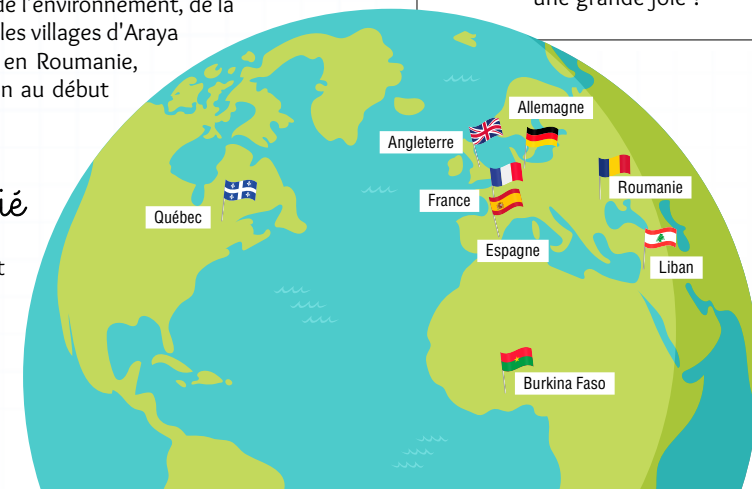 de l'environnement, de la
les villages d'Araya
en Roumanie,
n au début
une grande joie !
ié
t
Allemagne
Angleterre
Roumanie
France
Québec
Espagne
Liban
Burkina Faso